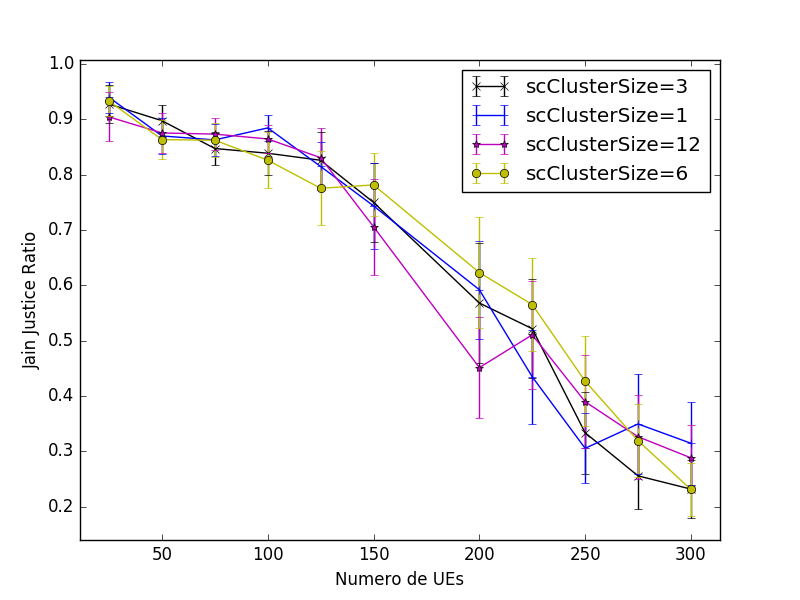 1.0
0.9
0.8
0.7
0.6
0.5
0.4
0.3
0.2
Jain Justice Ratio
scClusterSize=3
scClusterSize=1
scClusterSize=12
scClusterSize=6
50 100 150 200 250 300
Numero de UEs